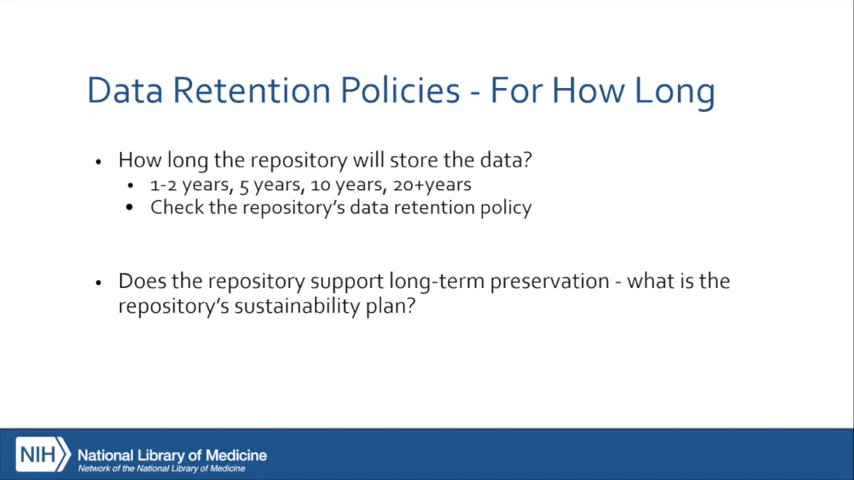 Data Retention Policies - For How Long
• How long the repository will store the data?
• 1-2 years, 5 years, 10 years, 20+years
• Check the repository's data retention policy
• Does the repository support long-term preservation - what is the
repository's sustainability plan?
NIH
National Library of Medicine
Network of the National Library of Medicine